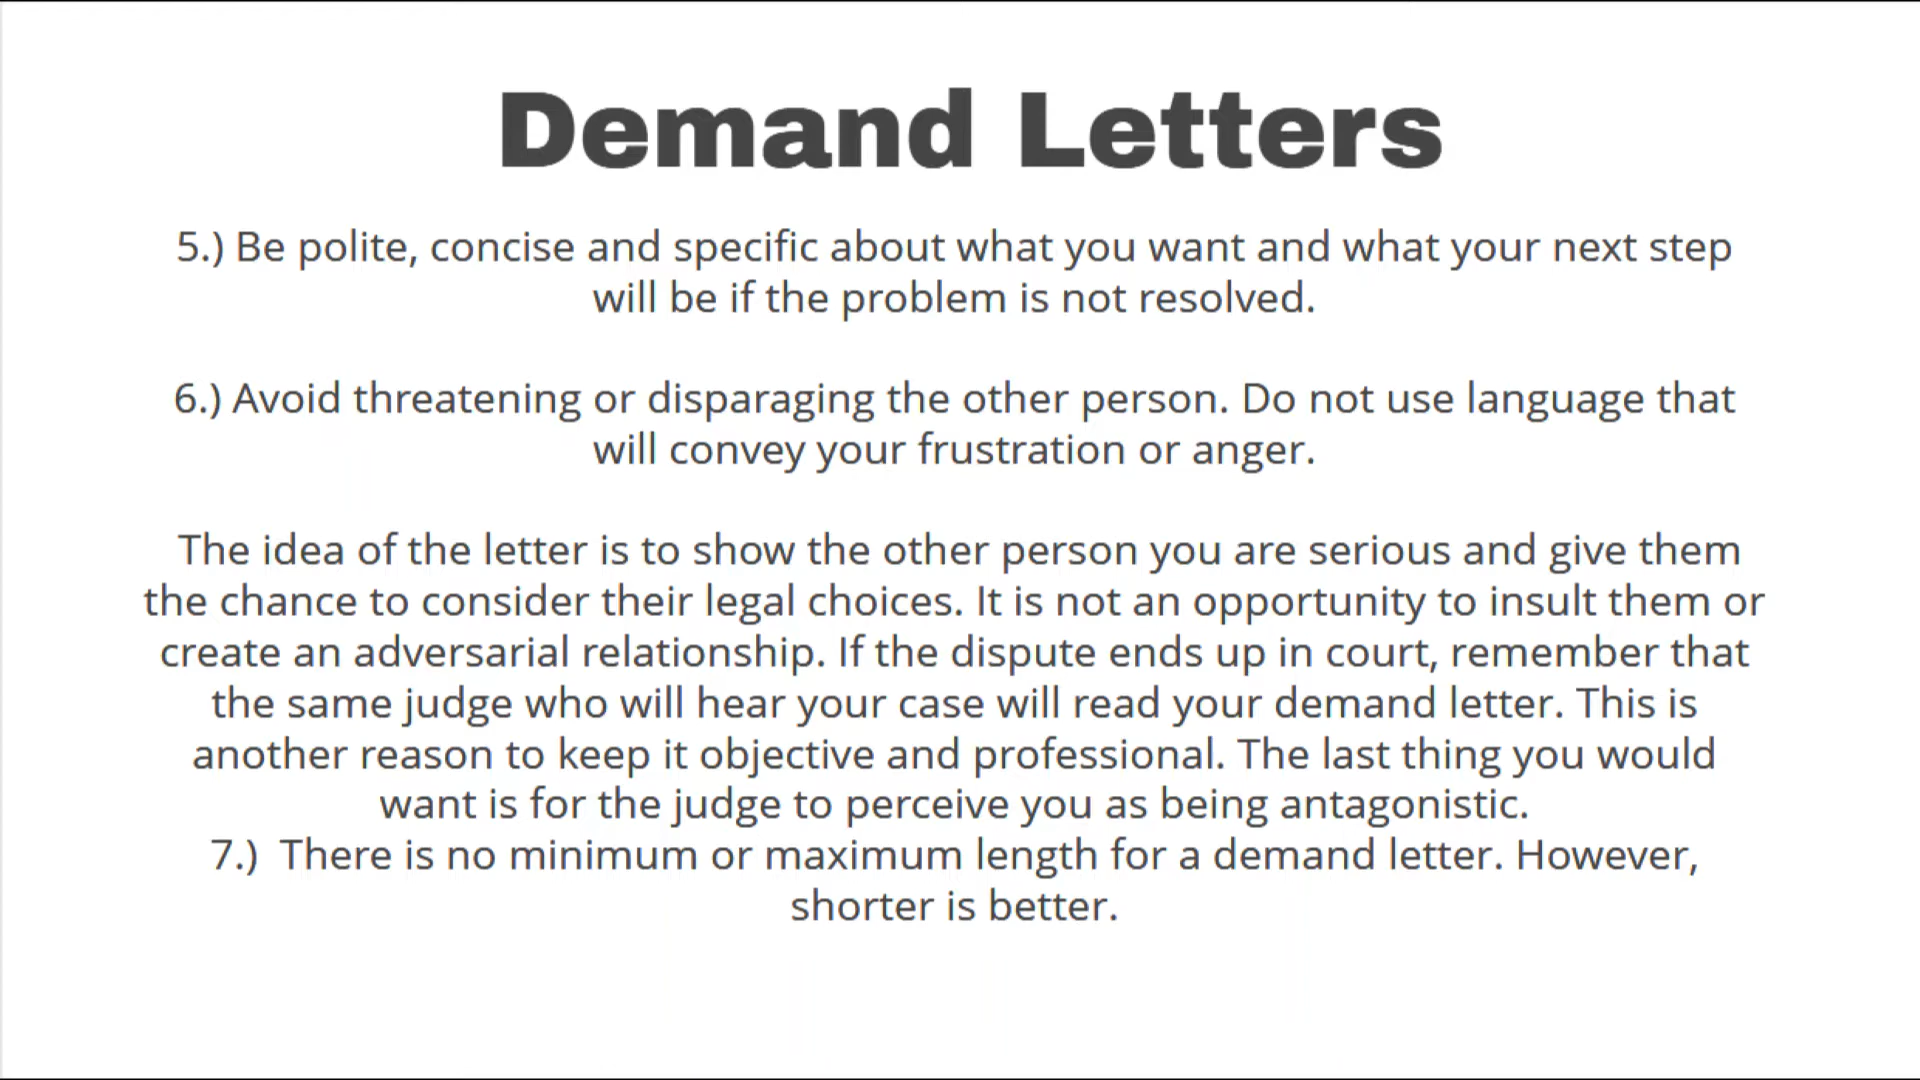 Demand Letters
5.) Be polite, concise and specific about what you want and what your next step
will be if the problem is not resolved.
6.) Avoid threatening or disparaging the other person. Do not use language that
will convey your frustration or anger.
The idea of the letter is to show the other person you are serious and give them
the chance to consider their legal choices. It is not an opportunity to insult them or
create an adversarial relationship. If the dispute ends up in court, remember that
the same judge who will hear your case will read your demand letter. This is
another reason to keep it objective and professional. The last thing you would
want is for the judge to perceive you as being antagonistic.
7.)  There is no minimum or maximum length for a demand letter. However,
shorter is better.